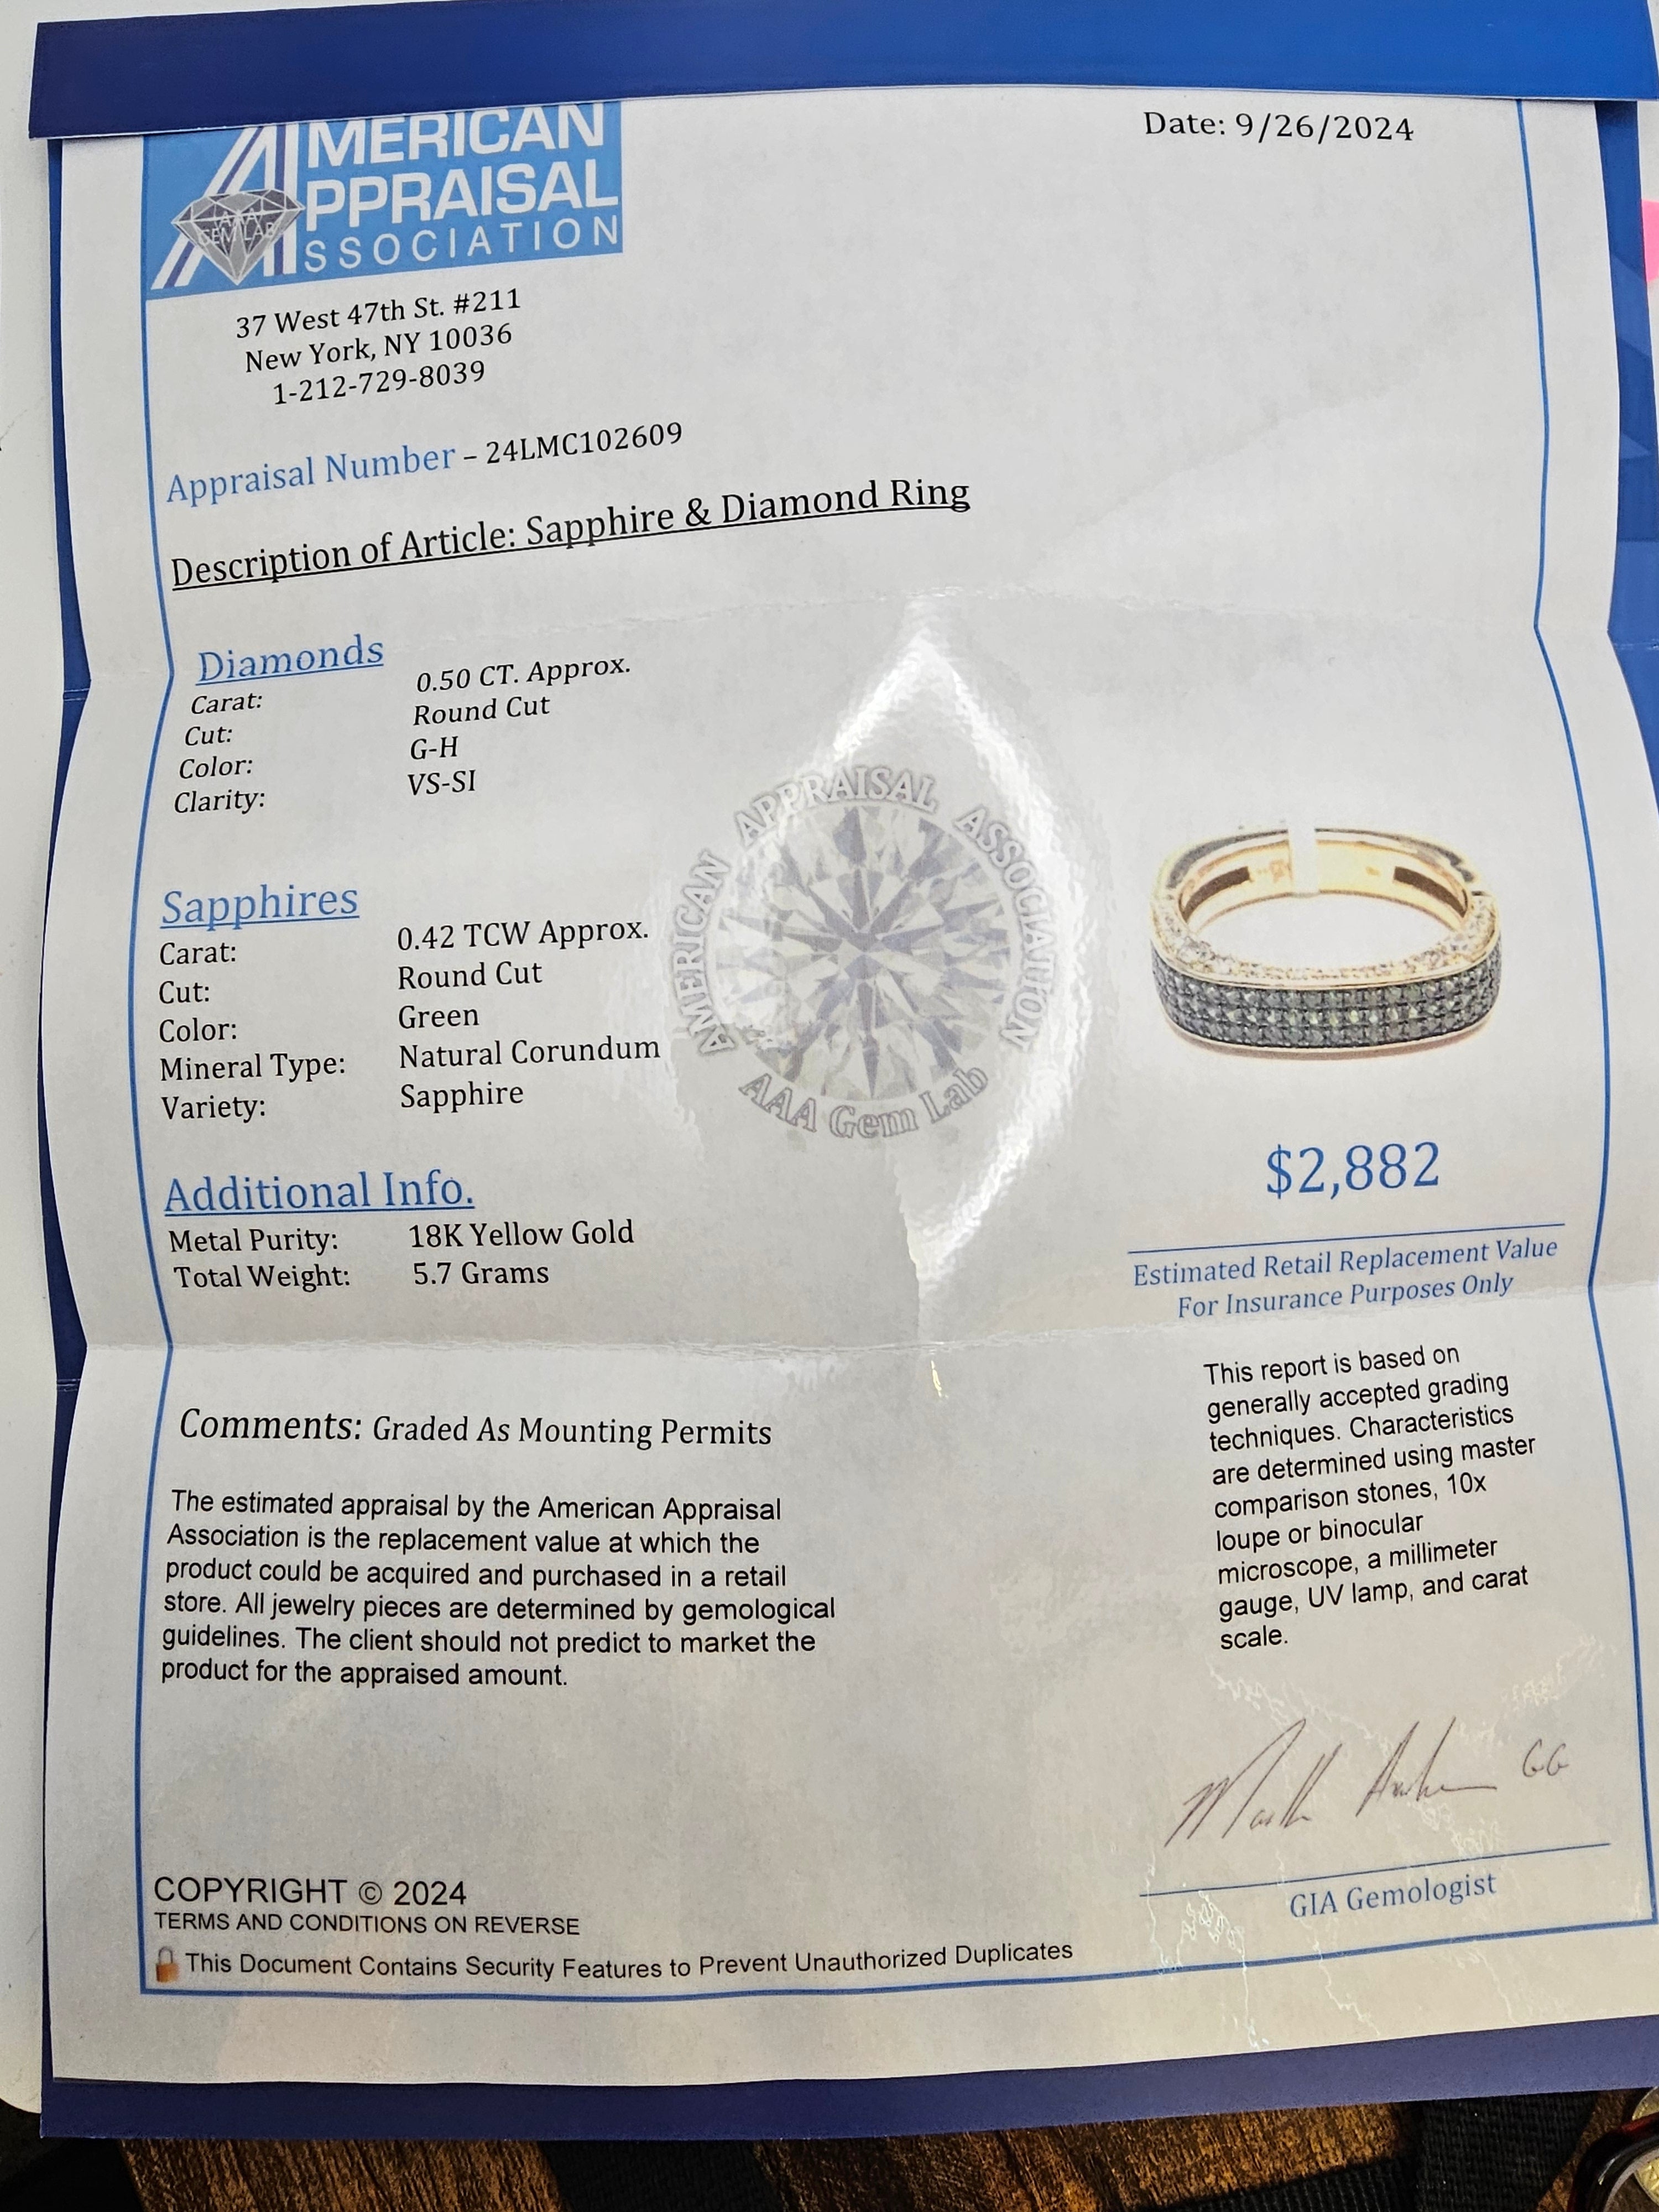 AMERICAN
APPRAISAL
ASSOCIATION
AAA
GEM LAB
Date: 9/26/2024
37 West 47th St. #211
New York, NY 10036
1-212-729-8039
Appraisal Number – 24LMC102609
Description of Article: Sapphire & Diamond Ring
Diamonds
Carat: 0.50 CT. Approx.
Cut: Round Cut
Color: G-H
Clarity: VS-SI
Sapphires
Carat: 0.42 TCW Approx.
Cut: Round Cut
Color: Green
Mineral Type: Natural Corundum
Variety: Sapphire
AMERICAN APPRAISAL ASSOCIATION
AAA Gem Lab
Additional Info.
Metal Purity: 18K Yellow Gold
Total Weight: 5.7 Grams
$2,882
Estimated Retail Replacement Value
For Insurance Purposes Only
Comments: Graded As Mounting Permits
The estimated appraisal by the American Appraisal
Association is the replacement value at which the
product could be acquired and purchased in a retail
store. All jewelry pieces are determined by gemological
guidelines. The client should not predict to market the
product for the appraised amount.
This report is based on
generally accepted grading
techniques. Characteristics
are determined using master
comparison stones, 10x
loupe or binocular
microscope, a millimeter
gauge, UV lamp, and carat
scale.
GG
GIA Gemologist
COPYRIGHT © 2024
TERMS AND CONDITIONS ON REVERSE
This Document Contains Security Features to Prevent Unauthorized Duplicates